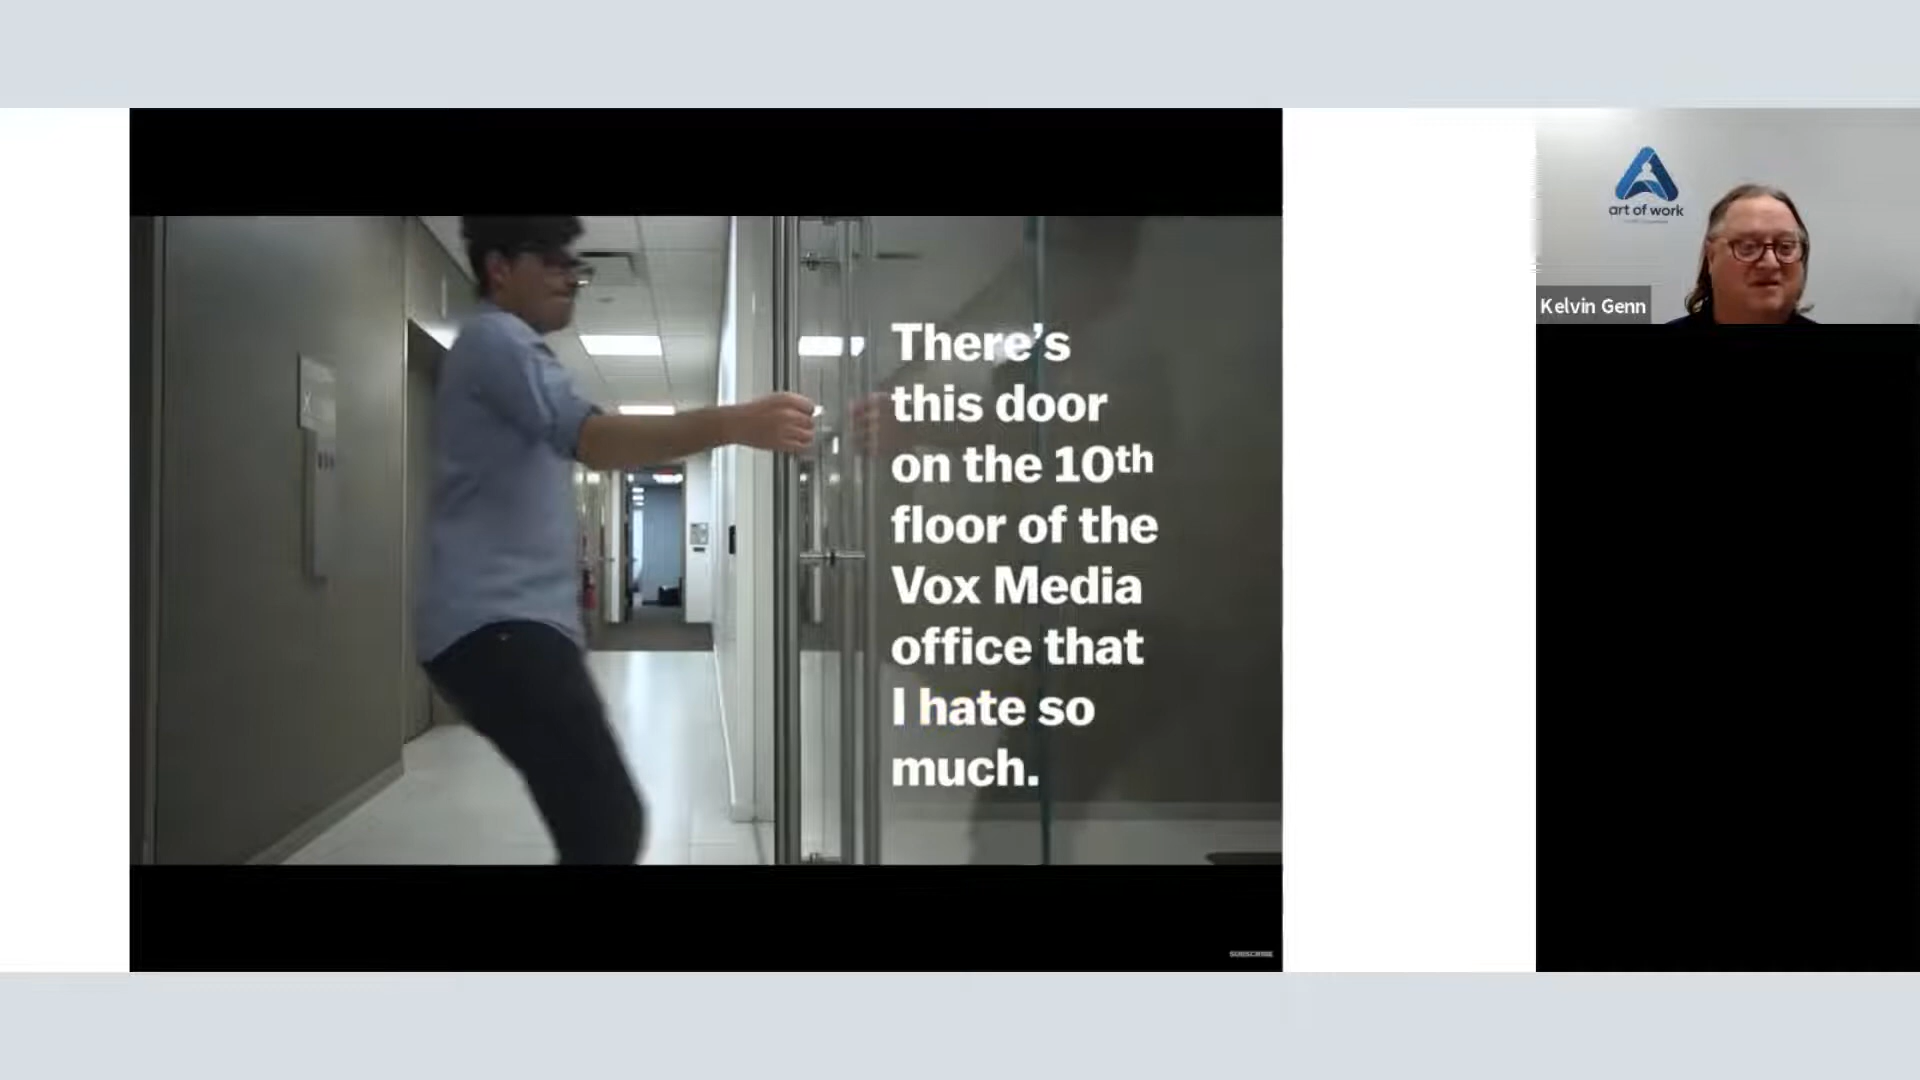 There's
this door
on the 10th
floor of the
Vox Media
office that
I hate so
much.
SUBSCRIBE
art of work
Kelvin Genn